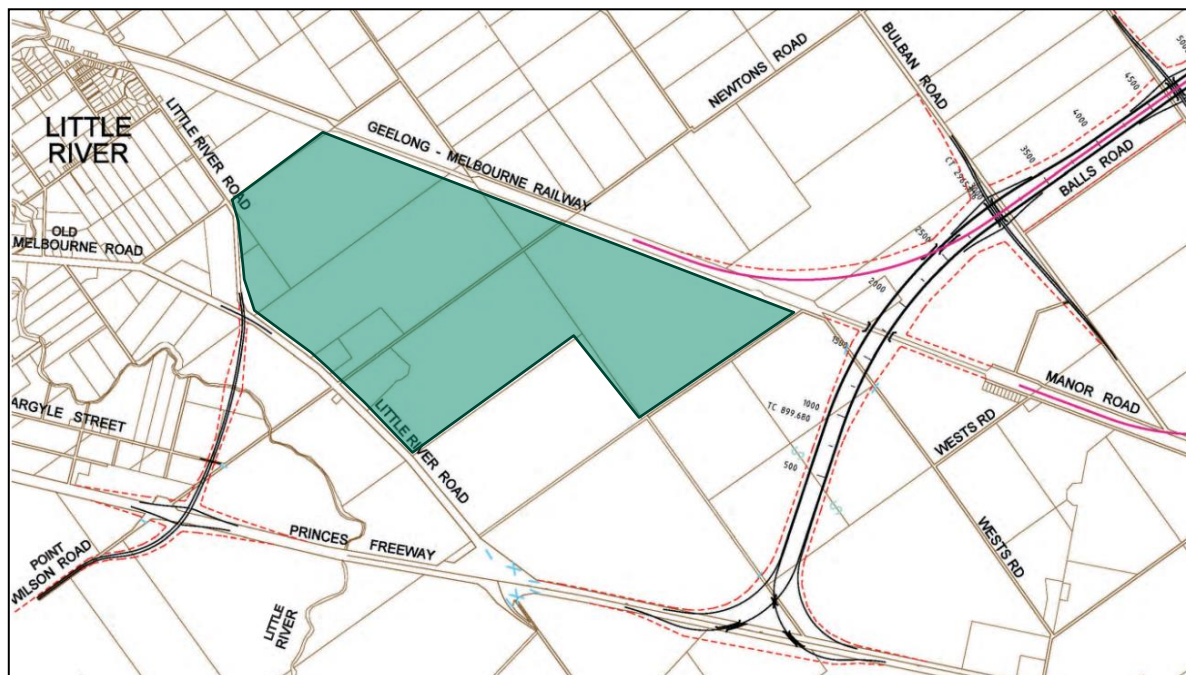 LITTLE
RIVER
LITTLE RIVER ROAD
OLD
MELBOURNE ROAD
ARGYLE STREET
POINT
WILSON ROAD
LITTLE
RIVER
PRINCES FREEWAY
LITTLE RIVER ROAD
GEELONG - MELBOURNE RAILWAY
NEWTONS ROAD
BULBAN ROAD
BALLS ROAD
MANOR ROAD
WESTS RD
WESTS RD
4500
4000
3500
2500
2000
1500
1000
TC 899.680
500